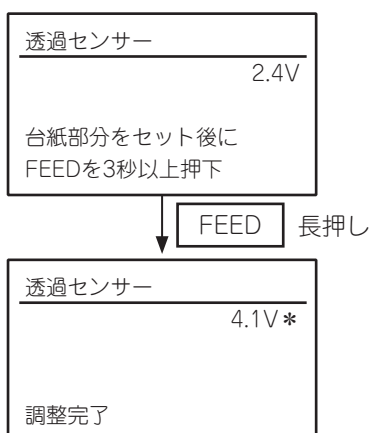 透過センサー
2.4V
台紙部分をセット後に
FEEDを3秒以上押下
FEED 長押し
透過センサー
4.1V*
調整完了